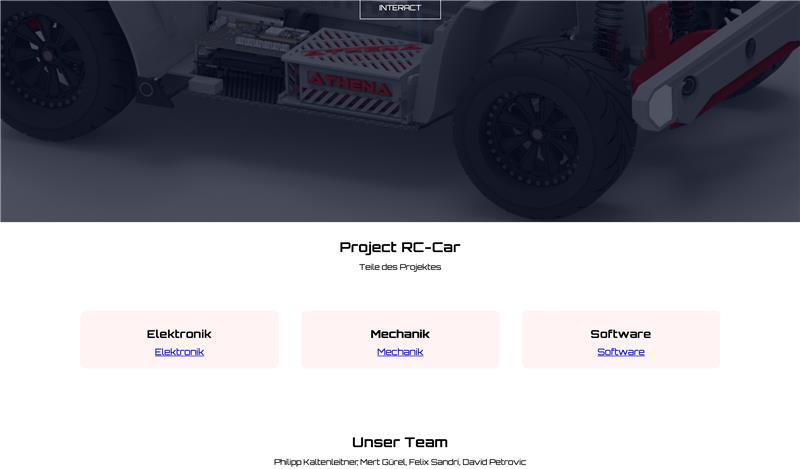 INTERACT
ATHENA
Project RC-Car
Teile des Projektes
Elektronik
Elektronik
Mechanik
Mechanik
Software
Software
Unser Team
Philipp Kaltenleitner, Mert Gürel, Felix Sandri, David Petrovic